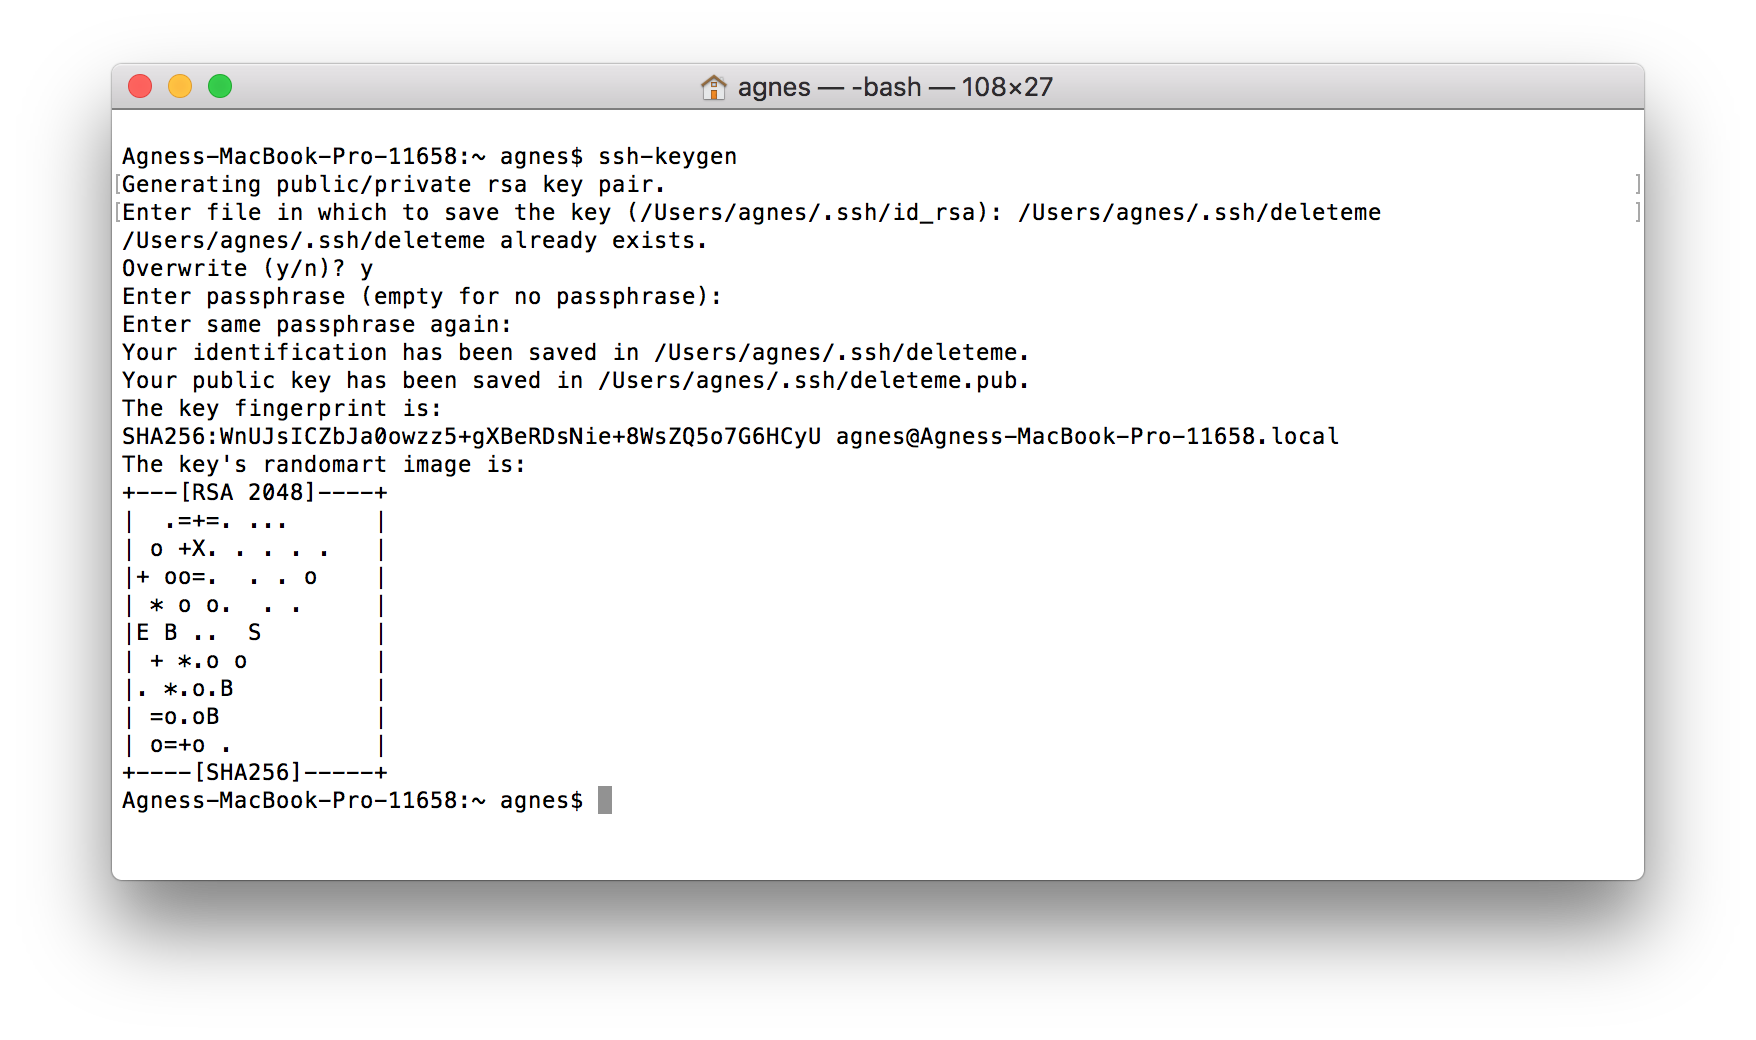 agnes — -bash — 108×27
Agness-MacBook-Pro-11658:~ agnes$ ssh-keygen
[Generating public/private rsa key pair. ]
[Enter file in which to save the key (/Users/agnes/.ssh/id_rsa): /Users/agnes/.ssh/deleteme ]
/Users/agnes/.ssh/deleteme already exists.
Overwrite (y/n)? y
Enter passphrase (empty for no passphrase):
Enter same passphrase again:
Your identification has been saved in /Users/agnes/.ssh/deleteme.
Your public key has been saved in /Users/agnes/.ssh/deleteme.pub.
The key fingerprint is:
SHA256:WnUJsICZbJa0owzz5+gXBeRDsNie+8WsZQ5o7G6HCyU agnes@Agness-MacBook-Pro-11658.local
The key's randomart image is:
+---[RSA 2048]----+
|  .=+=. ...      |
| o +X. . . . .   |
|+ oo=.  . . o    |
| * o o.  . .     |
|E B ..  S        |
| + *.o o         |
|. *.o.B          |
| =o.oB           |
| o=+o .          |
+----[SHA256]-----+
Agness-MacBook-Pro-11658:~ agnes$